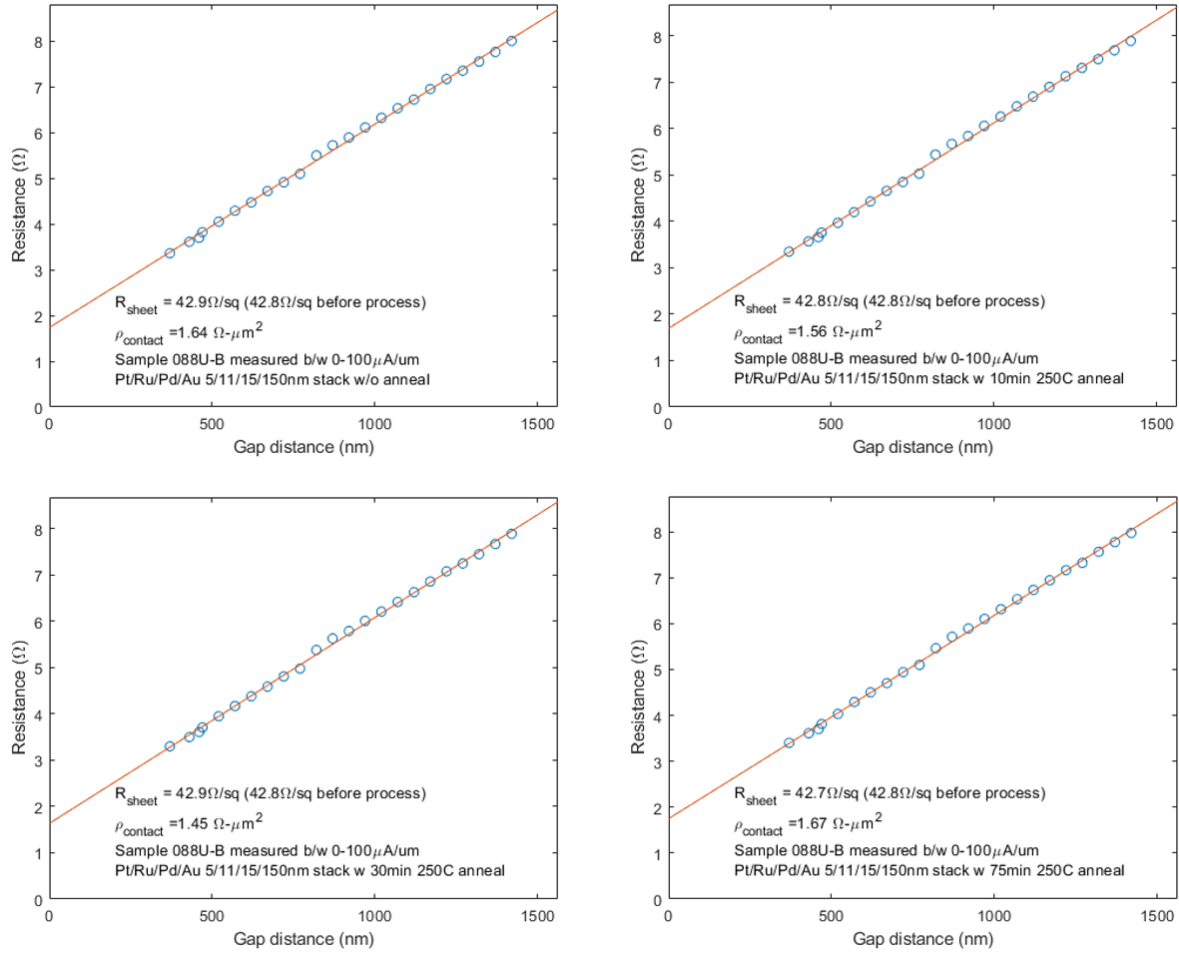 8
7
6
5
4
3
2
1
0
Resistance (Ω)
R_sheet = 42.9Ω/sq (42.8Ω/sq before process)
ρ_contact =1.64 Ω-μm²
Sample 088U-B measured b/w 0-100μA/um
Pt/Ru/Pd/Au 5/11/15/150nm stack w/o anneal
0 500 1000 1500
Gap distance (nm)
8
7
6
5
4
3
2
1
0
Resistance (Ω)
R_sheet = 42.8Ω/sq (42.8Ω/sq before process)
ρ_contact =1.56 Ω-μm²
Sample 088U-B measured b/w 0-100μA/um
Pt/Ru/Pd/Au 5/11/15/150nm stack w 10min 250C anneal
0 500 1000 1500
Gap distance (nm)
8
7
6
5
4
3
2
1
0
Resistance (Ω)
R_sheet = 42.9Ω/sq (42.8Ω/sq before process)
ρ_contact =1.45 Ω-μm²
Sample 088U-B measured b/w 0-100μA/um
Pt/Ru/Pd/Au 5/11/15/150nm stack w 30min 250C anneal
0 500 1000 1500
Gap distance (nm)
8
7
6
5
4
3
2
1
0
Resistance (Ω)
R_sheet = 42.7Ω/sq (42.8Ω/sq before process)
ρ_contact =1.67 Ω-μm²
Sample 088U-B measured b/w 0-100μA/um
Pt/Ru/Pd/Au 5/11/15/150nm stack w 75min 250C anneal
0 500 1000 1500
Gap distance (nm)